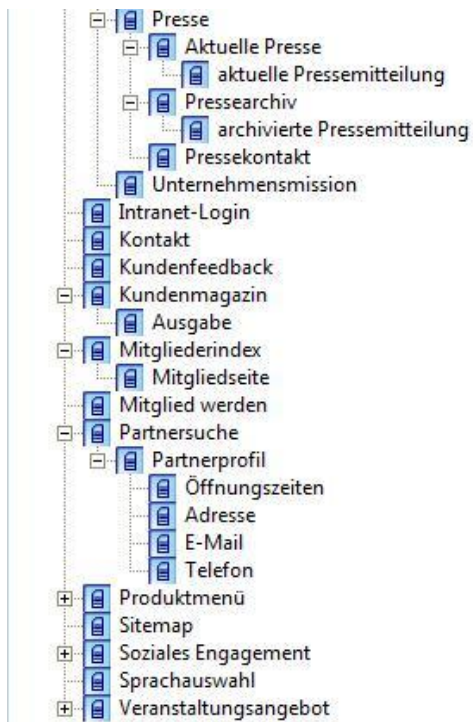 Presse
Aktuelle Presse
aktuelle Pressemitteilung
Pressearchiv
archivierte Pressemitteilung
Pressekontakt
Unternehmensmission
Intranet-Login
Kontakt
Kundenfeedback
Kundenmagazin
Ausgabe
Mitgliederindex
Mitgliedseite
Mitglied werden
Partnersuche
Partnerprofil
Öffnungszeiten
Adresse
E-Mail
Telefon
Produktmenü
Sitemap
Soziales Engagement
Sprachauswahl
Veranstaltungsangebot